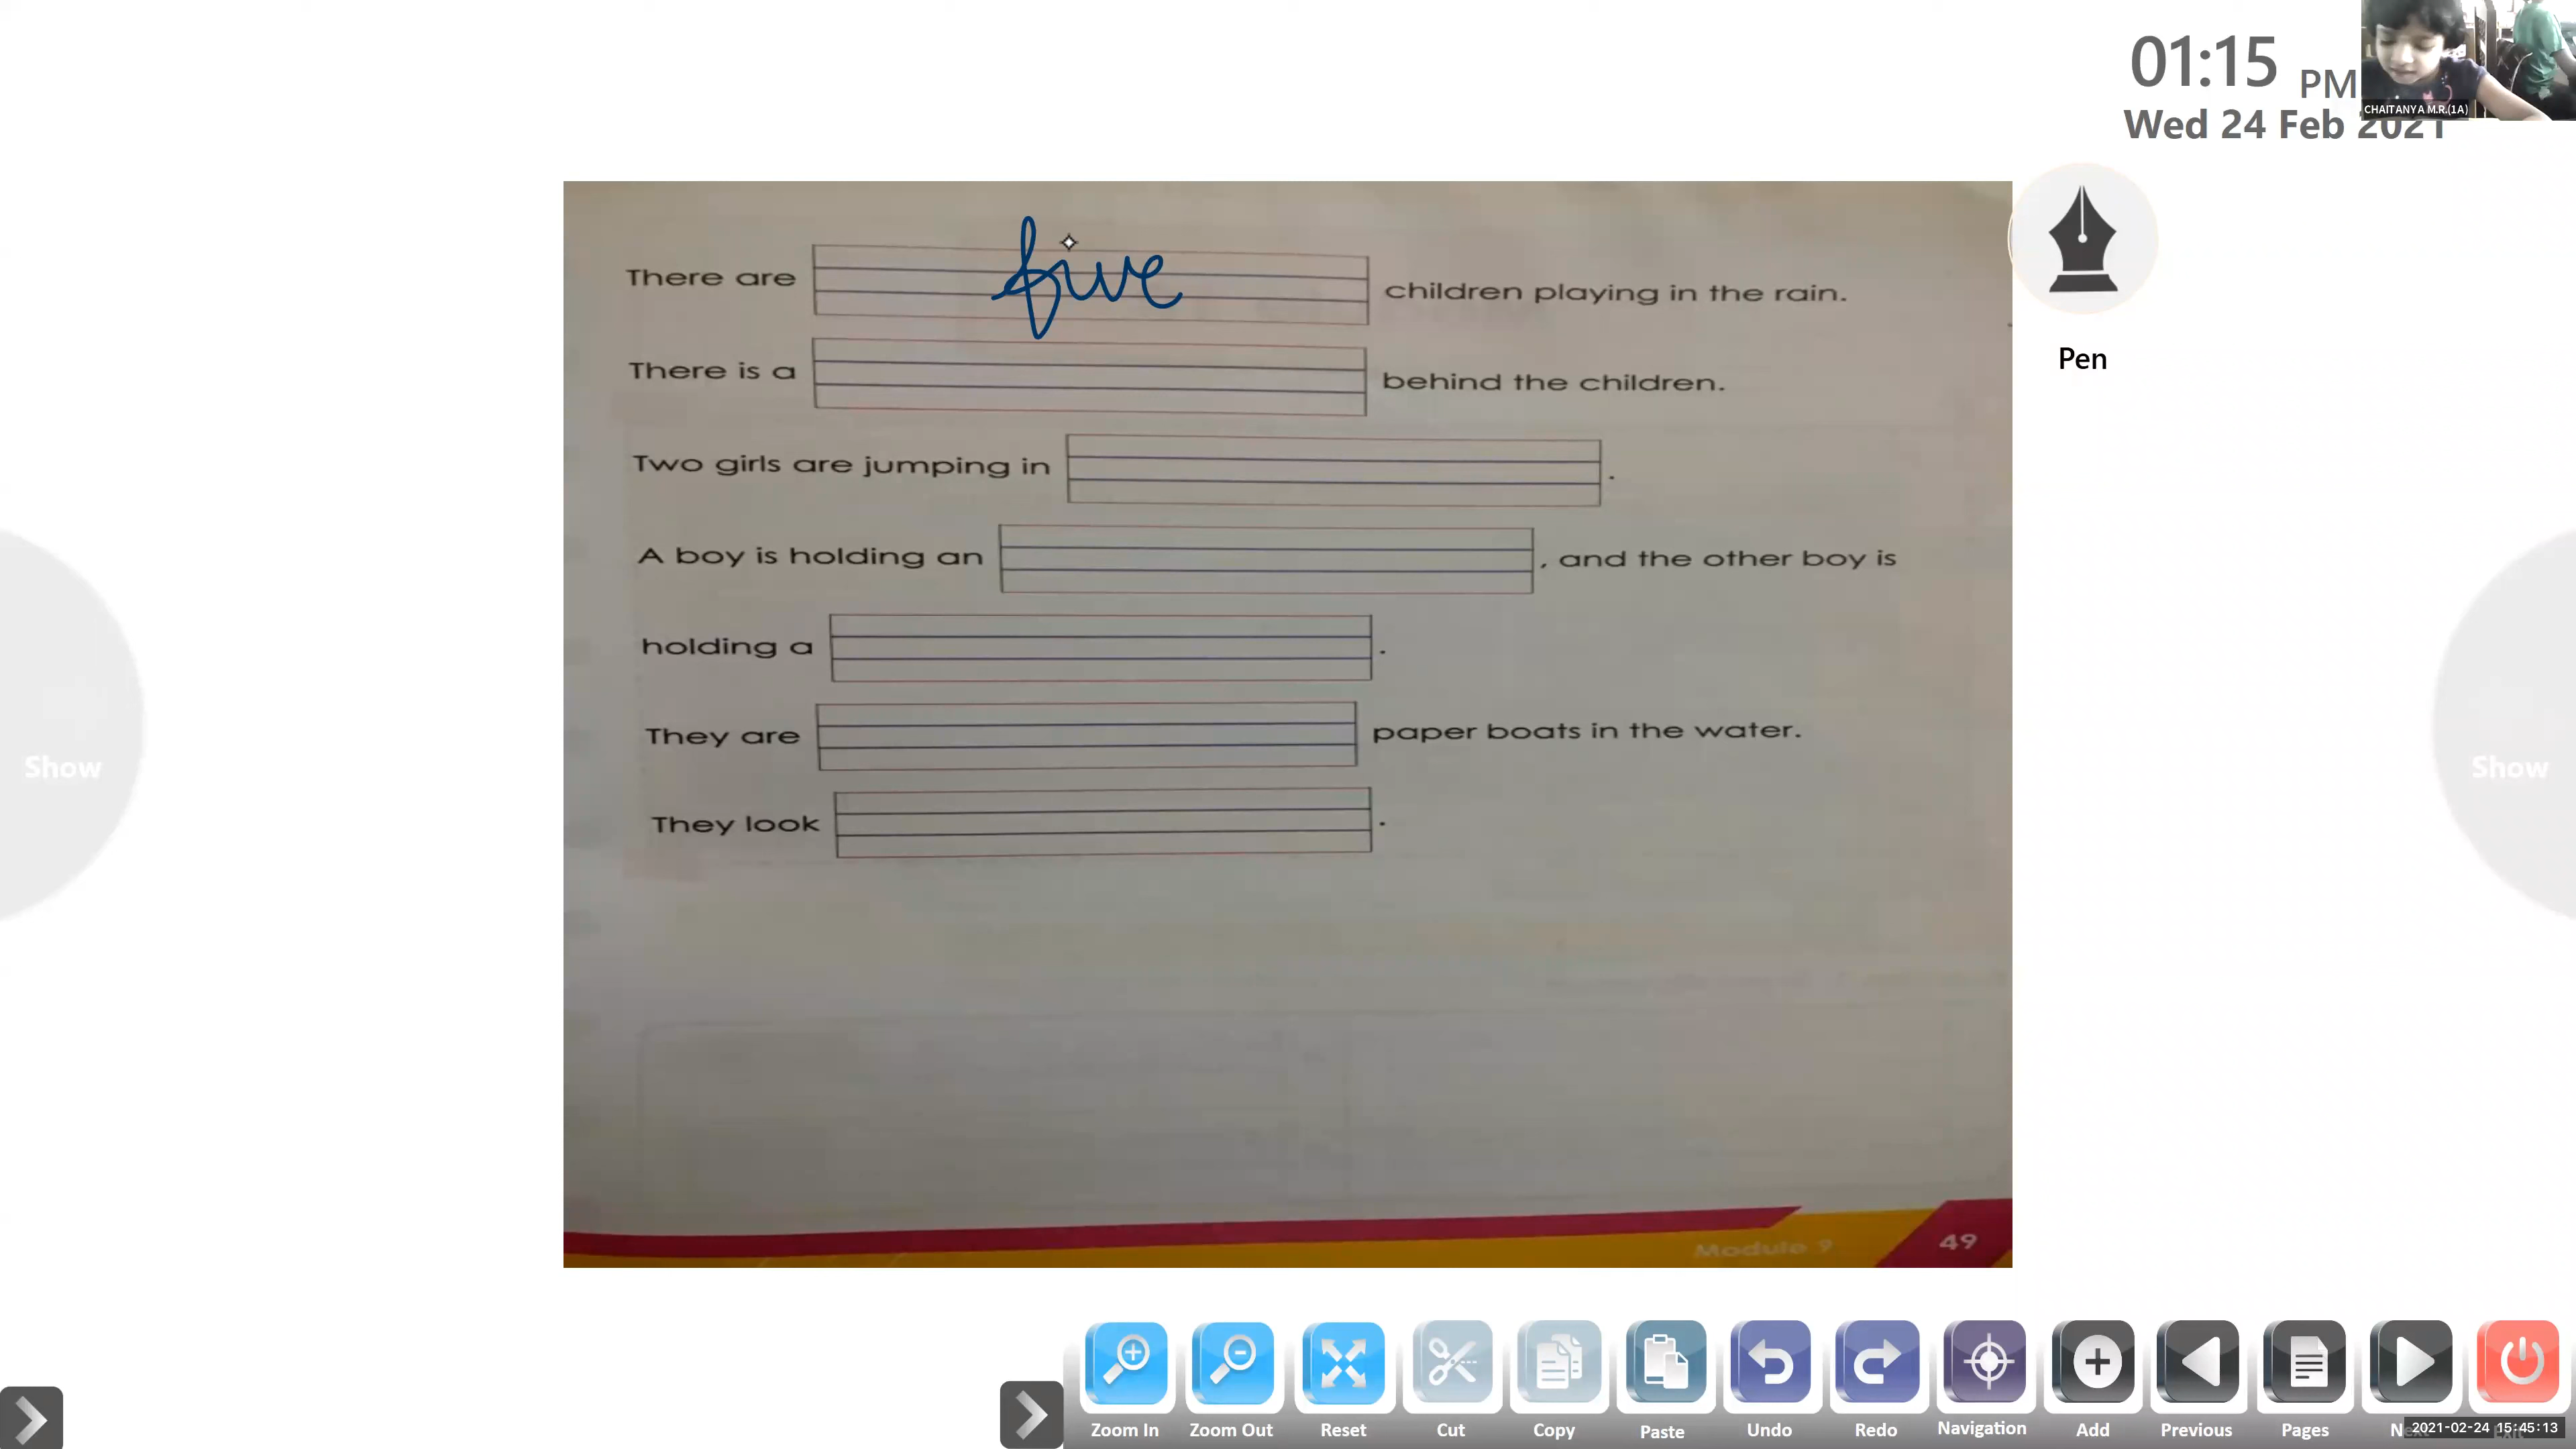 01:15 PM
CHAITANYA M.R.(1A)
Wed 24 Feb 2021
There are five children playing in the rain.
Pen
There is a behind the children.
Two girls are jumping in .
A boy is holding an , and the other boy is
holding a .
They are paper boats in the water.
Show
Show
They look .
Module 9 49
Zoom In Zoom Out Reset Cut Copy Paste Undo Redo Navigation Add Previous Pages
2021-02-24 15:45:13